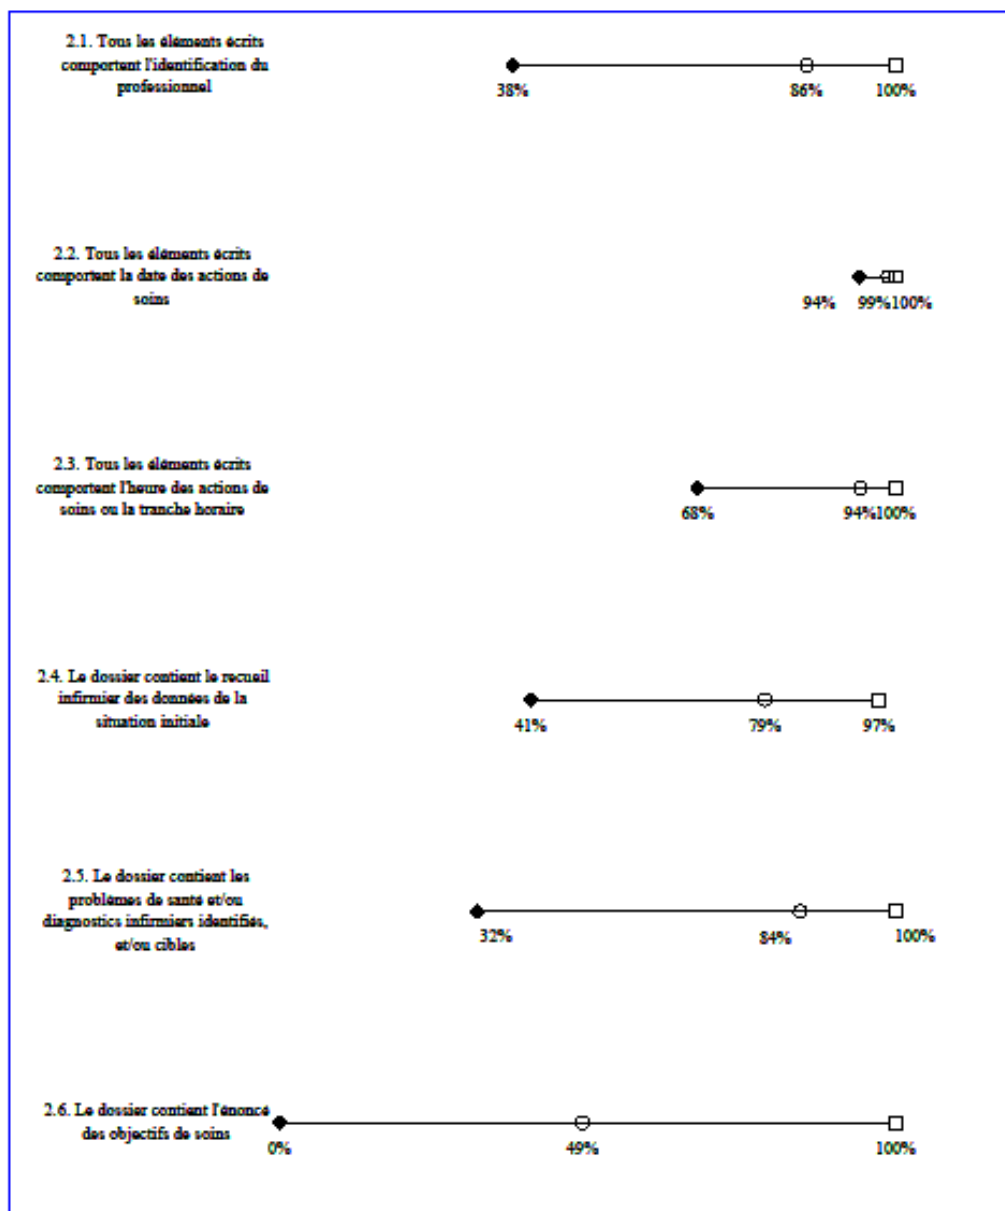 2.1. Tous les éléments écrits
comportent l'identification du
professionnel
38%
86%
100%
2.2. Tous les éléments écrits
comportent la date des actions de
soins
94%
99%
100%
2.3. Tous les éléments écrits
comportent l'heure des actions de
soins ou la tranche horaire
68%
94%
100%
2.4. Le dossier contient le recueil
infirmier des données de la
situation initiale
41%
79%
97%
2.5. Le dossier contient les
problèmes de santé et/ou
diagnostics infirmiers identifiés,
et/ou cibles
32%
84%
100%
2.6. Le dossier contient l'énoncé
des objectifs de soins
0%
49%
100%